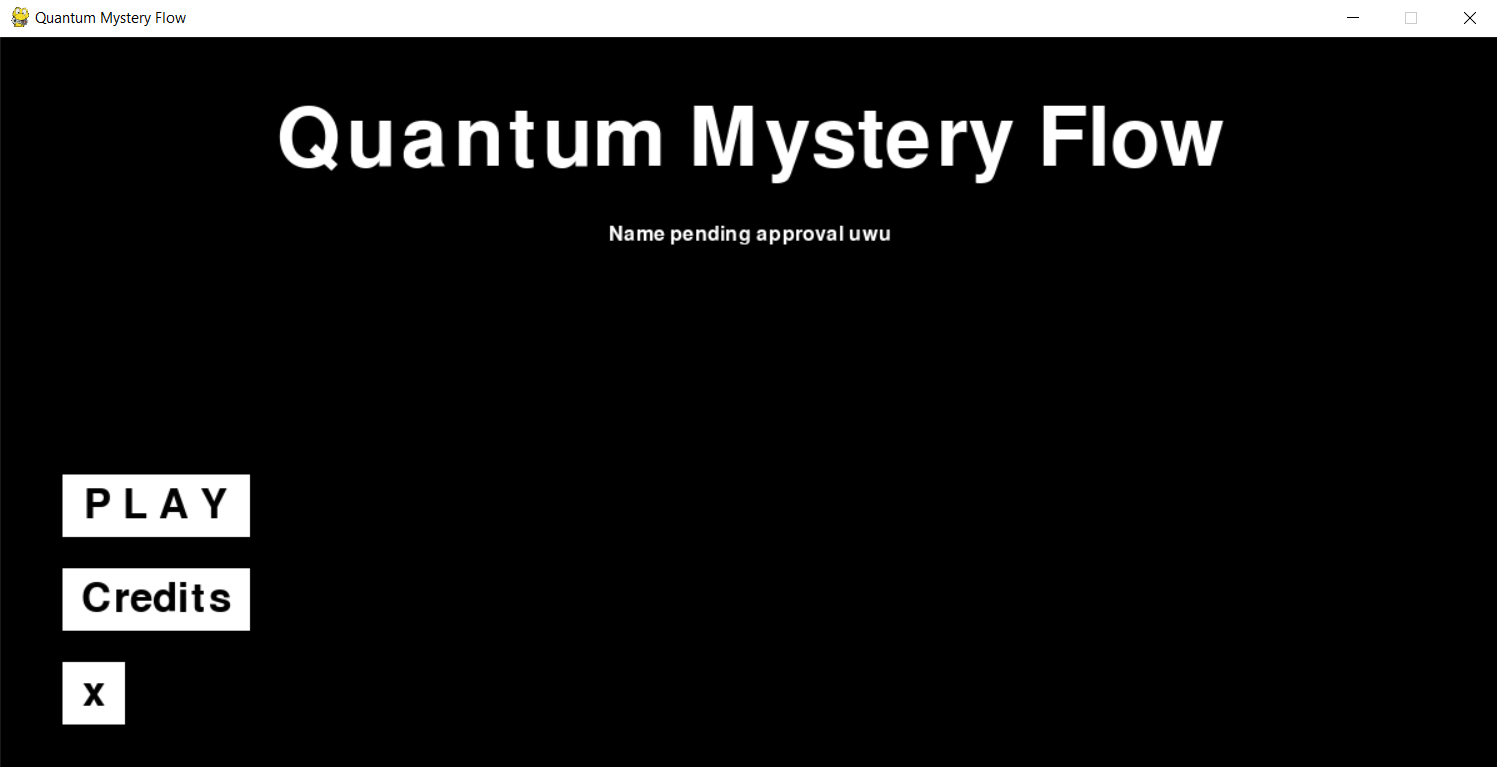 Quantum Mystery Flow
Quantum Mystery Flow
Name pending approval uwu
P L A Y
Credits
x